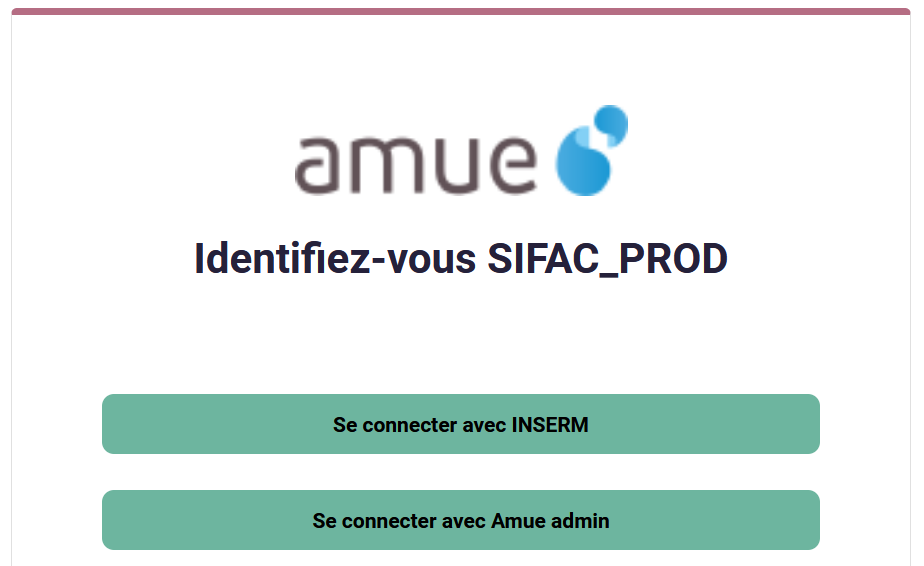 amue
Identifiez-vous SIFAC_PROD
Se connecter avec INSERM
Se connecter avec Amue admin